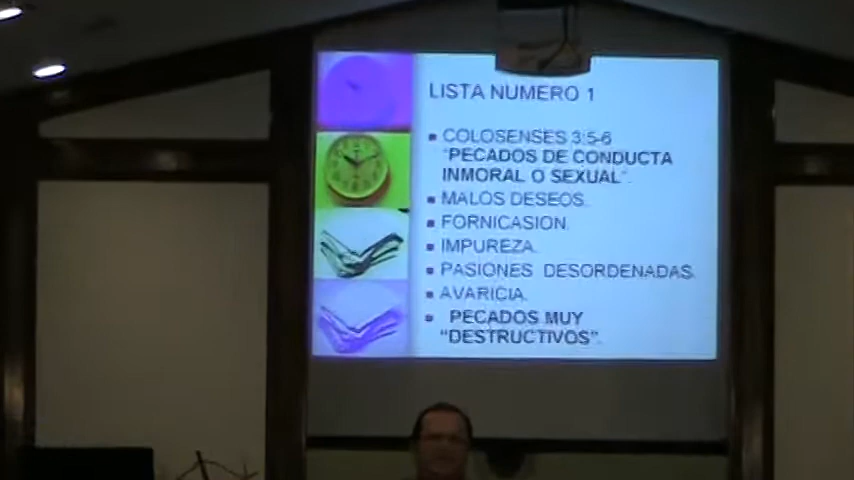 LISTA NUMERO 1
COLOSENSES 3:5-6
"PECADOS DE CONDUCTA
INMORAL O SEXUAL".
MALOS DESEOS.
FORNICASION.
IMPUREZA.
PASIONES DESORDENADAS.
AVARICIA.
PECADOS MUY
"DESTRUCTIVOS".